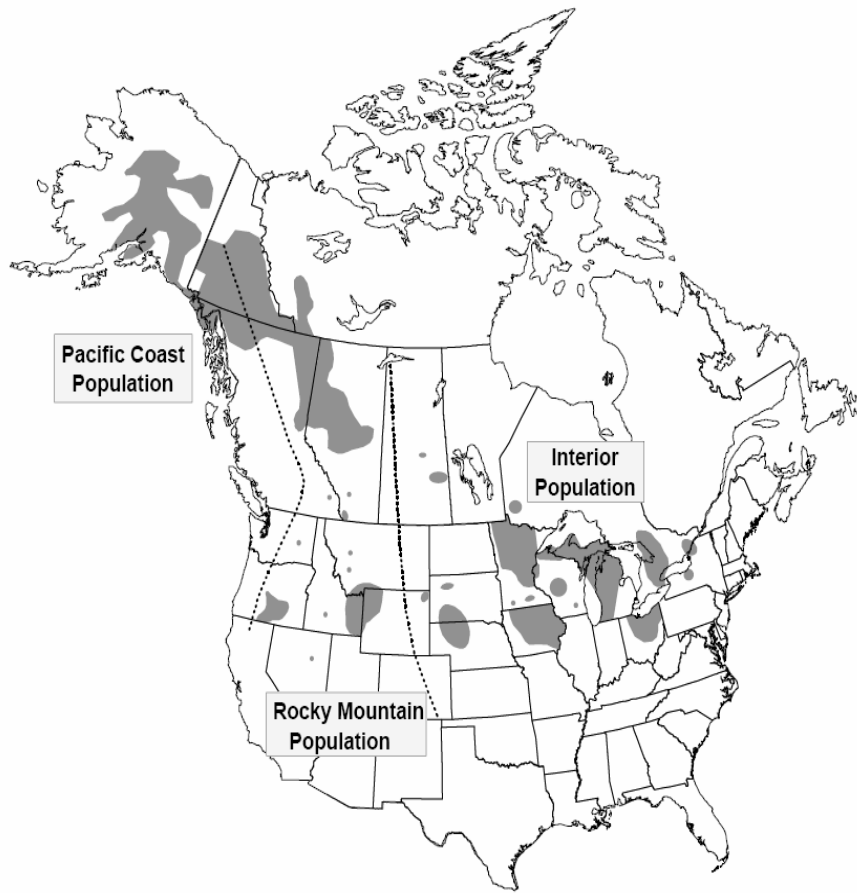 Pacific Coast
Population
Interior
Population
Rocky Mountain
Population